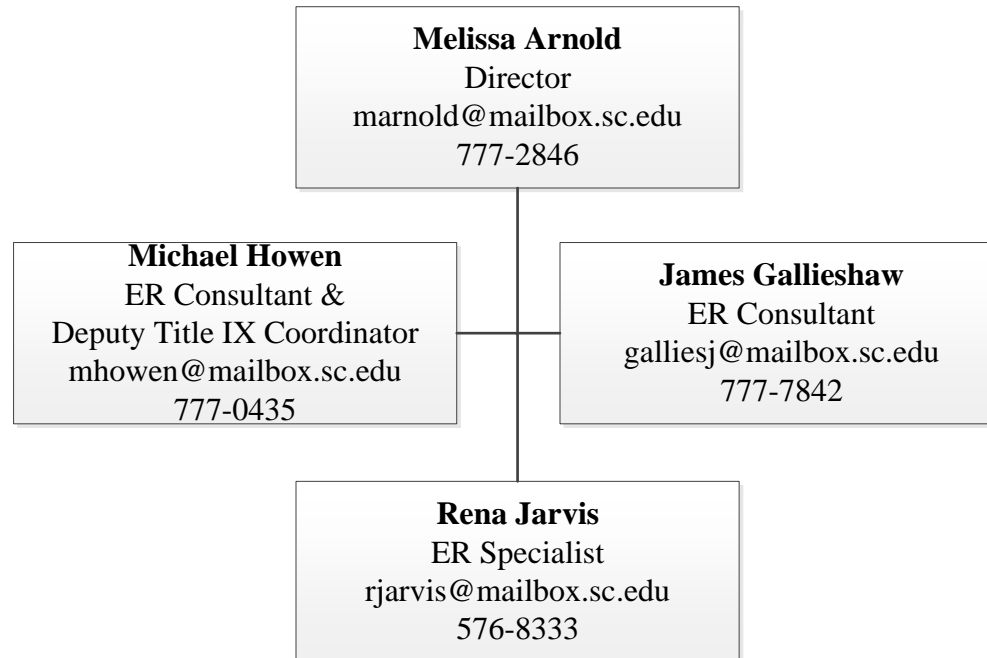 Melissa Arnold
Director
marnold@mailbox.sc.edu
777-2846
Michael Howen
ER Consultant &
Deputy Title IX Coordinator
mhowen@mailbox.sc.edu
777-0435
James Gallieshaw
ER Consultant
galliesj@mailbox.sc.edu
777-7842
Rena Jarvis
ER Specialist
rjarvis@mailbox.sc.edu
576-8333